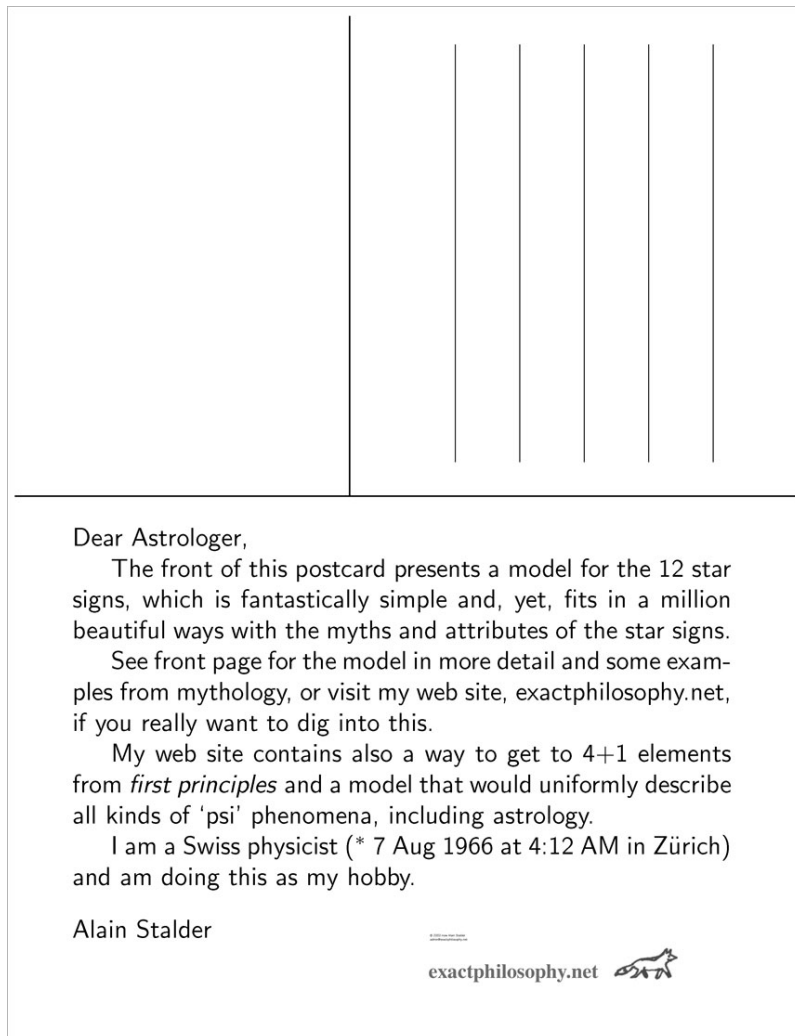 Dear Astrologer,
The front of this postcard presents a model for the 12 star
signs, which is fantastically simple and, yet, fits in a million
beautiful ways with the myths and attributes of the star signs.
See front page for the model in more detail and some exam-
ples from mythology, or visit my web site, exactphilosophy.net,
if you really want to dig into this.
My web site contains also a way to get to 4+1 elements
from first principles and a model that would uniformly describe
all kinds of ‘psi’ phenomena, including astrology.
I am a Swiss physicist (* 7 Aug 1966 at 4:12 AM in Zürich)
and am doing this as my hobby.
Alain Stalder
exactphilosophy.net